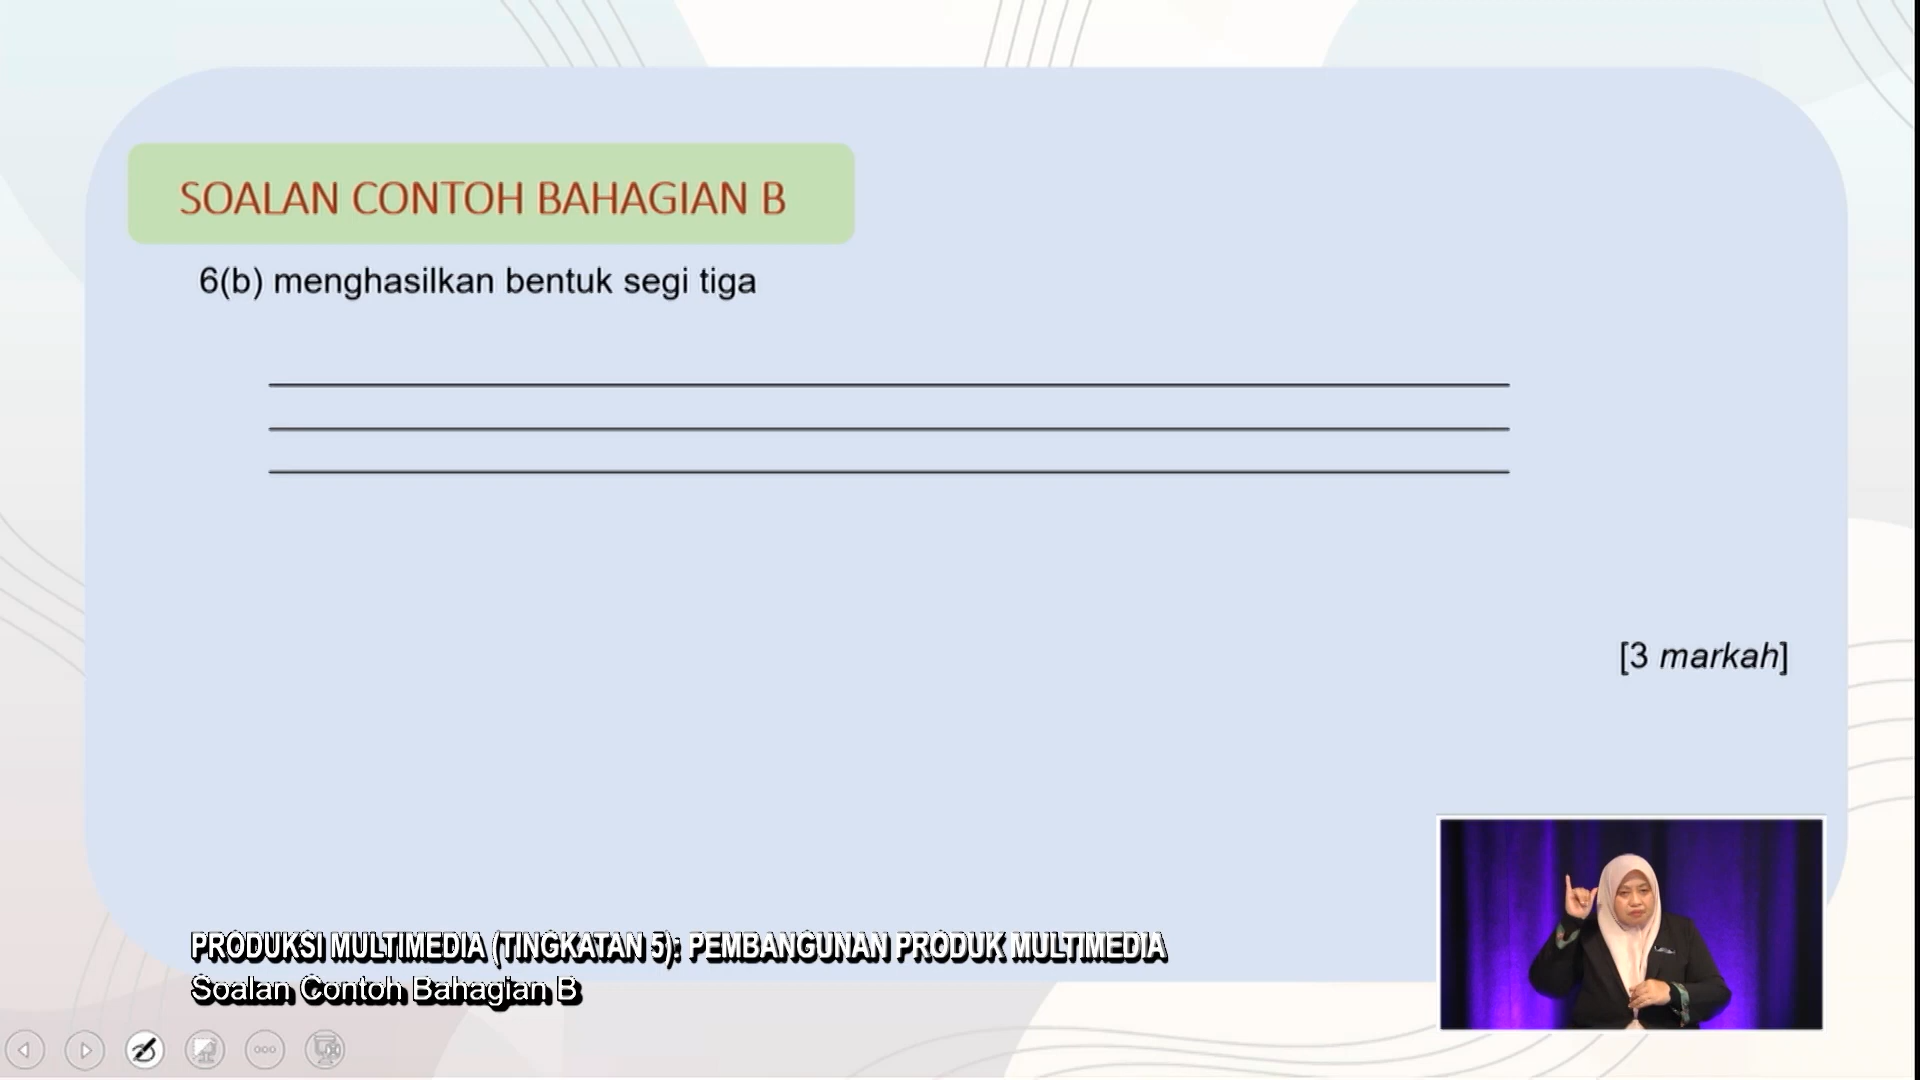 SOALAN CONTOH BAHAGIAN B
6(b) menghasilkan bentuk segi tiga
[3 markah]
PRODUKSI MULTIMEDIA (TINGKATAN 5): PEMBANGUNAN PRODUK MULTIMEDIA
Soalan Contoh Bahagian B